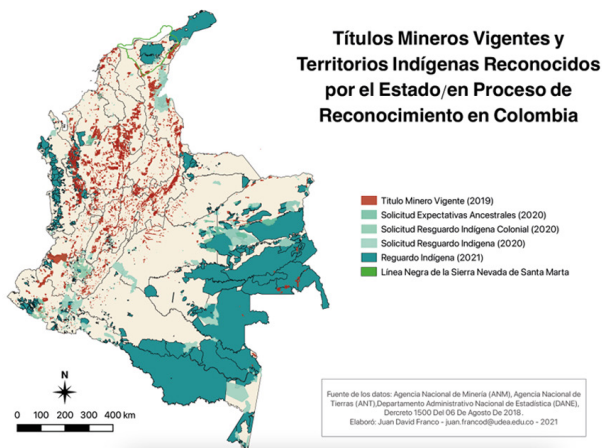 Títulos Mineros Vigentes y
Territorios Indígenas Reconocidos
por el Estado/en Proceso de
Reconocimiento en Colombia
Titulo Minero Vigente (2019)
Solicitud Expectativas Ancestrales (2020)
Solicitud Resguardo Indígena Colonial (2020)
Solicitud Resguardo Indigena (2020)
Reguardo Indígena (2021)
Línea Negra de la Sierra Nevada de Santa Marta
N
0 100 200 300 400 km
Fuente de los datos: Agencia Nacional de Minería (ANM), Agencia Nacional de
Tierras (ANT),Departamento Administrativo Nacional de Estadística (DANE),
Dercreto 1500 Del 06 De Agosto De 2018.
Elaboró: Juan David Franco - juan.francod@udea.edu.co - 2021